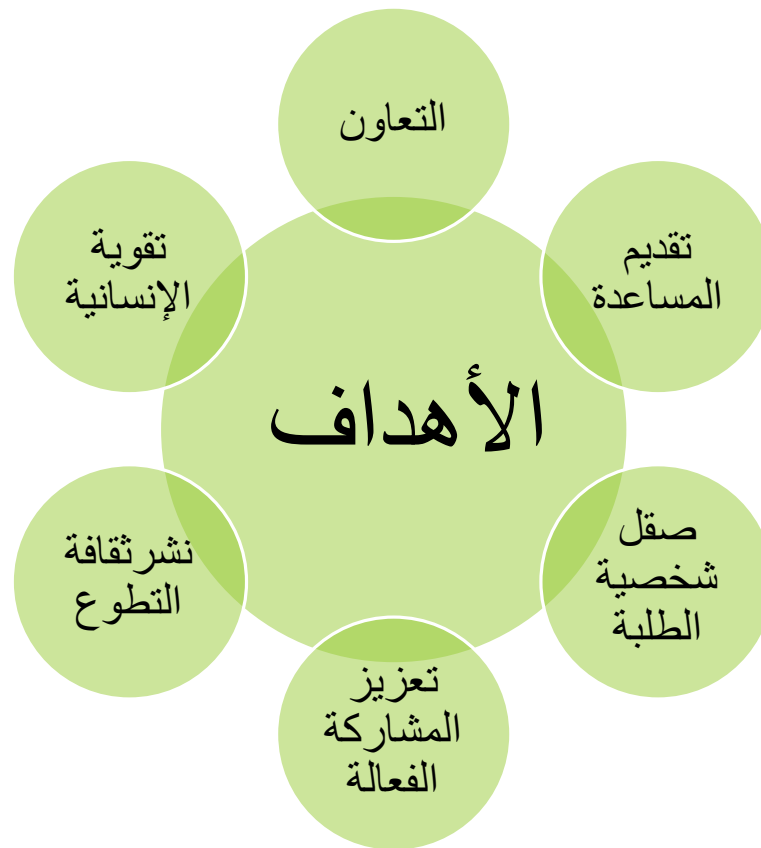 التعاون
تقديم
المساعدة
صقل
شخصية
الطلبة
تعزيز
المشاركة
الفعالة
نشرثقافة
التطوع
تقوية
الإنسانية
الأهداف